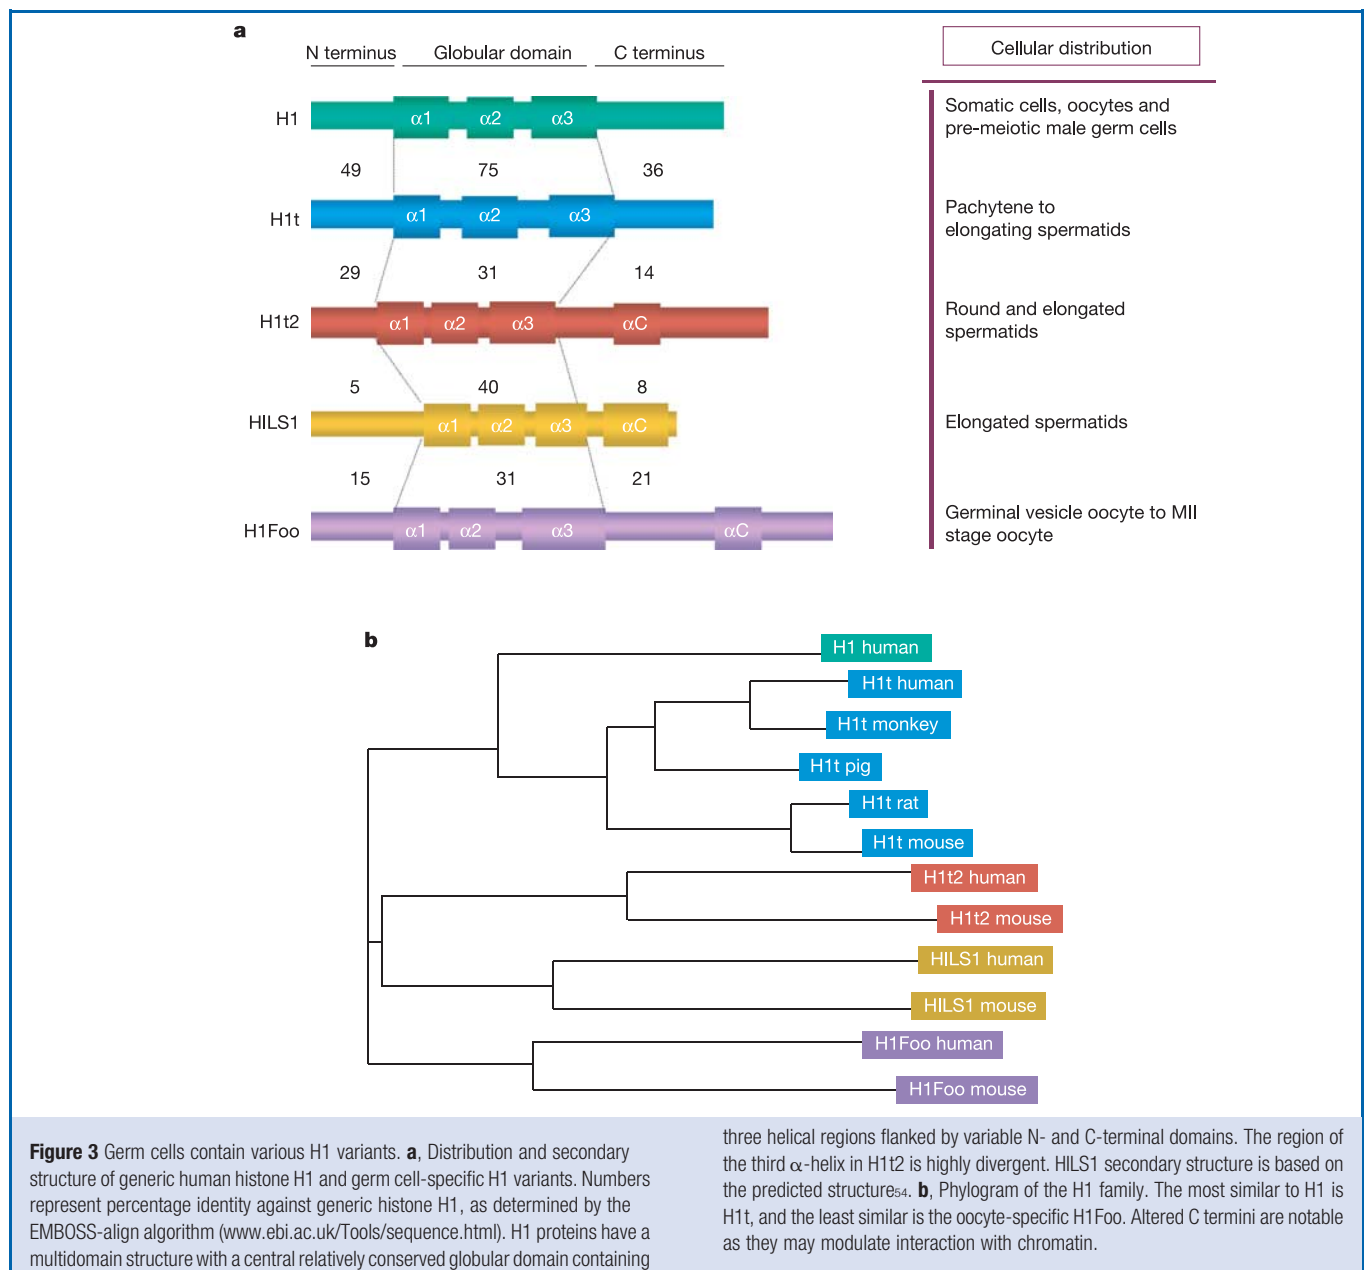 a
N terminus Globular domain C terminus
Cellular distribution
H1 α1 α2 α3
Somatic cells, oocytes and
pre-meiotic male germ cells
49 75 36
H1t α1 α2 α3
Pachytene to
elongating spermatids
29 31 14
H1t2 α1 α2 α3 αC
Round and elongated
spermatids
5 40 8
HILS1 α1 α2 α3 αC
Elongated spermatids
15 31 21
H1Foo α1 α2 α3 αC
Germinal vesicle oocyte to MII
stage oocyte
b
H1 human
H1t human
H1t monkey
H1t pig
H1t rat
H1t mouse
H1t2 human
H1t2 mouse
HILS1 human
HILS1 mouse
H1Foo human
H1Foo mouse
Figure 3 Germ cells contain various H1 variants. a, Distribution and secondary
structure of generic human histone H1 and germ cell-specific H1 variants. Numbers
represent percentage identity against generic histone H1, as determined by the
EMBOSS-align algorithm (www.ebi.ac.uk/Tools/sequence.html). H1 proteins have a
multidomain structure with a central relatively conserved globular domain containing
three helical regions flanked by variable N- and C-terminal domains. The region of
the third α-helix in H1t2 is highly divergent. HILS1 secondary structure is based on
the predicted structure54. b, Phylogram of the H1 family. The most similar to H1 is
H1t, and the least similar is the oocyte-specific H1Foo. Altered C termini are notable
as they may modulate interaction with chromatin.